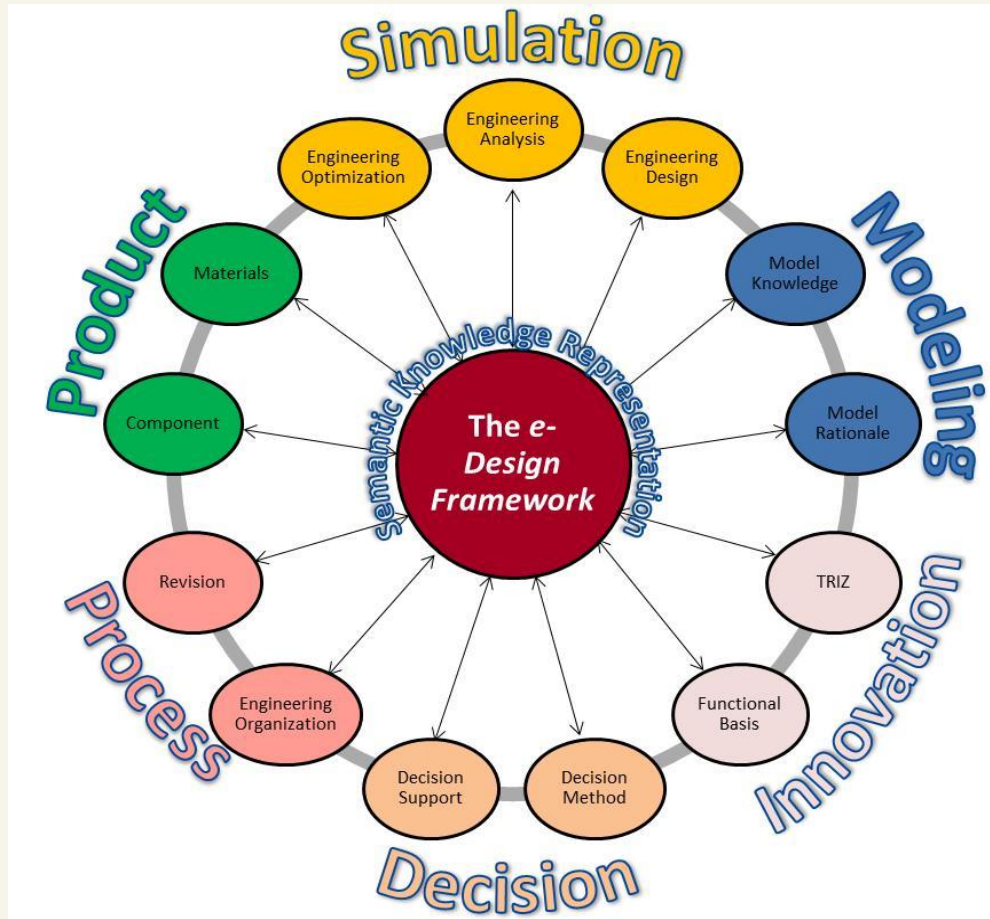 Simulation
Engineering
Analysis
Engineering
Optimization
Engineering
Design
Product
Modeling
Materials
Model
Knowledge
Component
Model
Rationale
Semantic Knowledge Representation
The e-
Design
Framework
Revision
TRIZ
Process
Innovation
Engineering
Organization
Functional
Basis
Decision
Support
Decision
Method
Decision